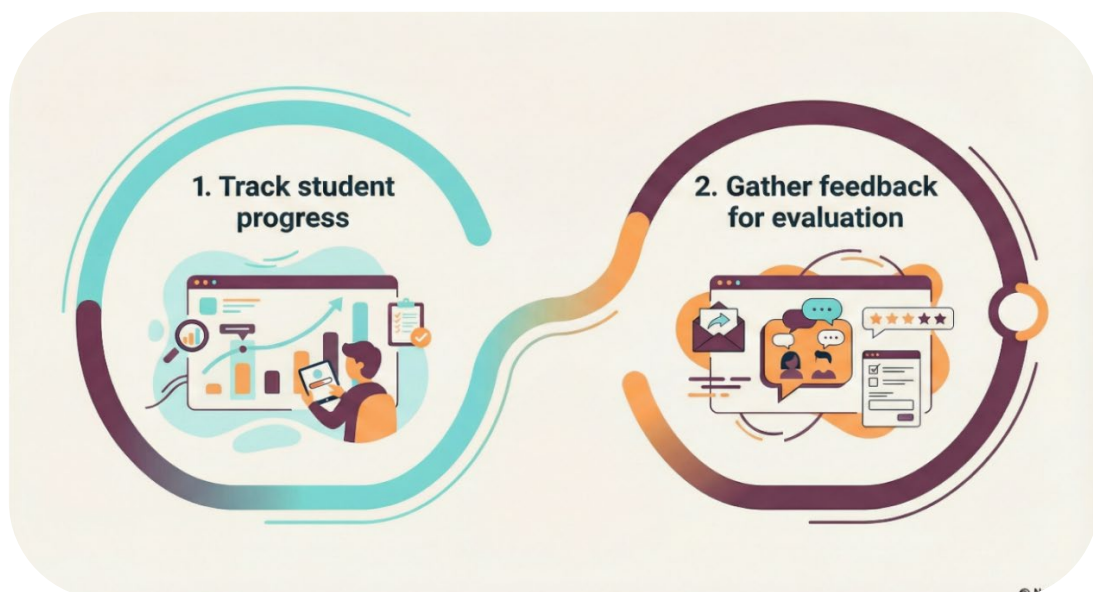 1. Track student
progress
2. Gather feedback
for evaluation